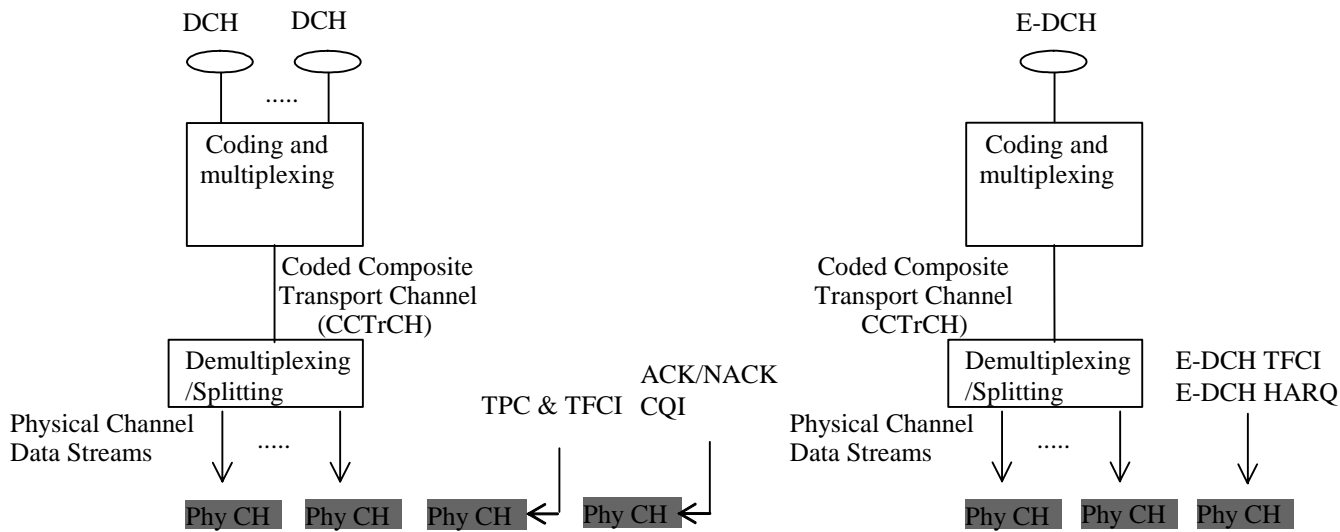 DCH
DCH
E-DCH
.....
Coding and
multiplexing
Coding and
multiplexing
Coded Composite
Transport Channel
(CCTrCH)
Coded Composite
Transport Channel
CCTrCH)
Demultiplexing
/Splitting
TPC & TFCI
ACK/NACK
CQI
Demultiplexing
/Splitting
E-DCH TFCI
E-DCH HARQ
Physical Channel
Data Streams
.....
Physical Channel
Data Streams
.....
Phy CH
Phy CH
Phy CH
Phy CH
Phy CH
Phy CH
Phy CH